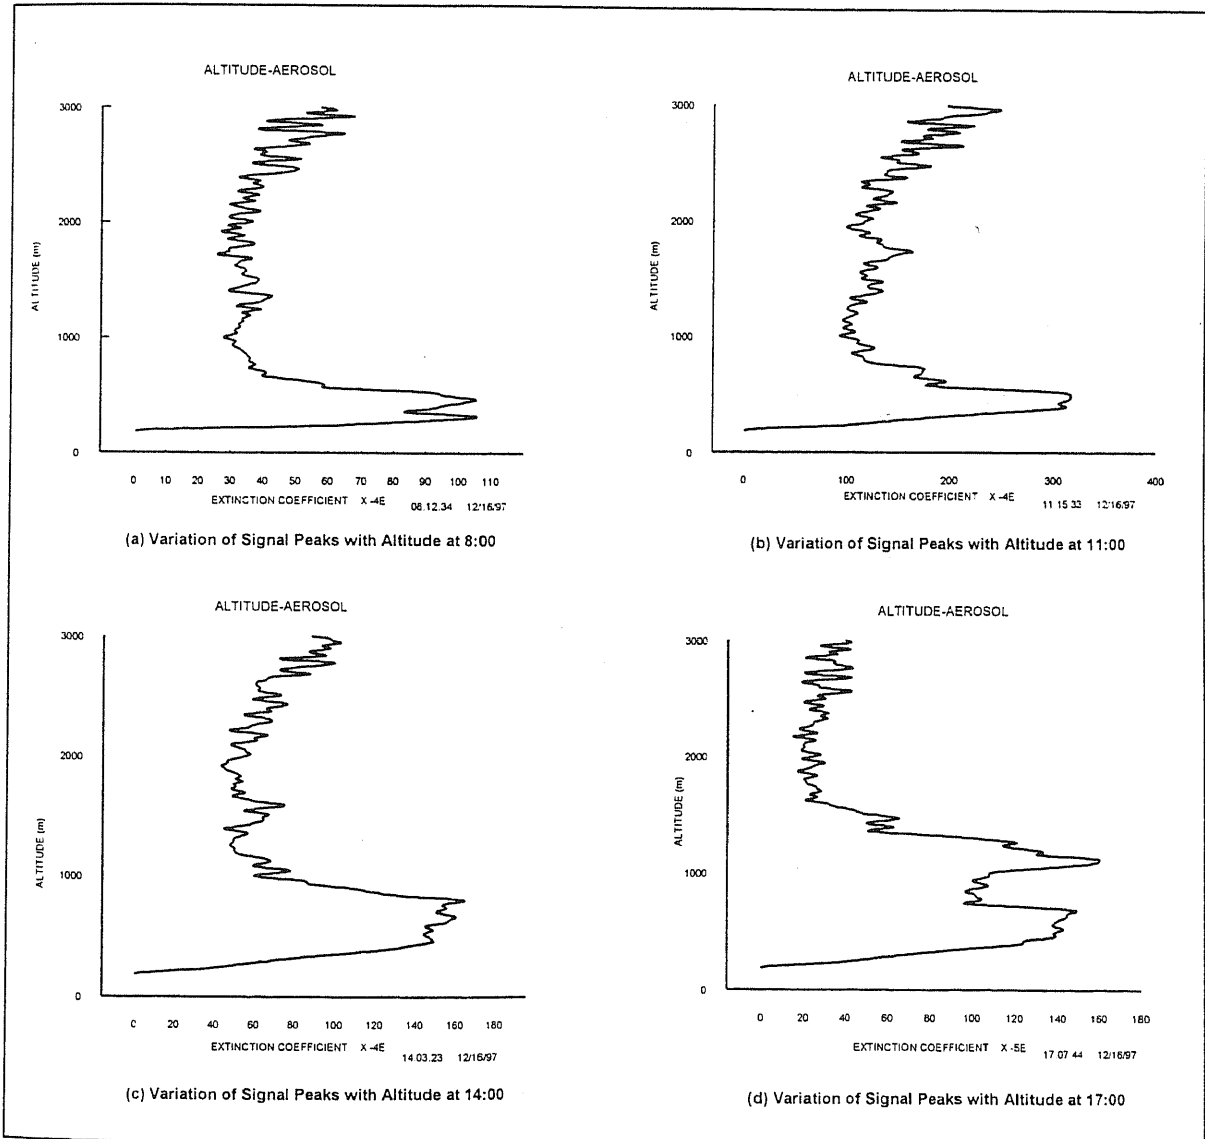 ALTITUDE-AEROSOL
3000
2000
1000
0
ALTITUDE (m)
0 10 20 30 40 50 60 70 80 90 100 110
EXTINCTION COEFFICIENT X -4E
08.12.34 12/16/97
(a) Variation of Signal Peaks with Altitude at 8:00
ALTITUDE-AEROSOL
3000
2000
1000
0
ALTITUDE (m)
0 100 200 300 400
EXTINCTION COEFFICIENT X -4E
11 15 33 12/16/97
(b) Variation of Signal Peaks with Altitude at 11:00
ALTITUDE-AEROSOL
3000
2000
1000
0
ALTITUDE (m)
0 20 40 60 80 100 120 140 160 180
EXTINCTION COEFFICIENT X -4E
14 03.23 12/16/97
(c) Variation of Signal Peaks with Altitude at 14:00
ALTITUDE-AEROSOL
3000
2000
1000
0
ALTITUDE (m)
0 20 40 60 80 100 120 140 160 180
EXTINCTION COEFFICIENT X -5E
17 07 44 12/16/97
(d) Variation of Signal Peaks with Altitude at 17:00